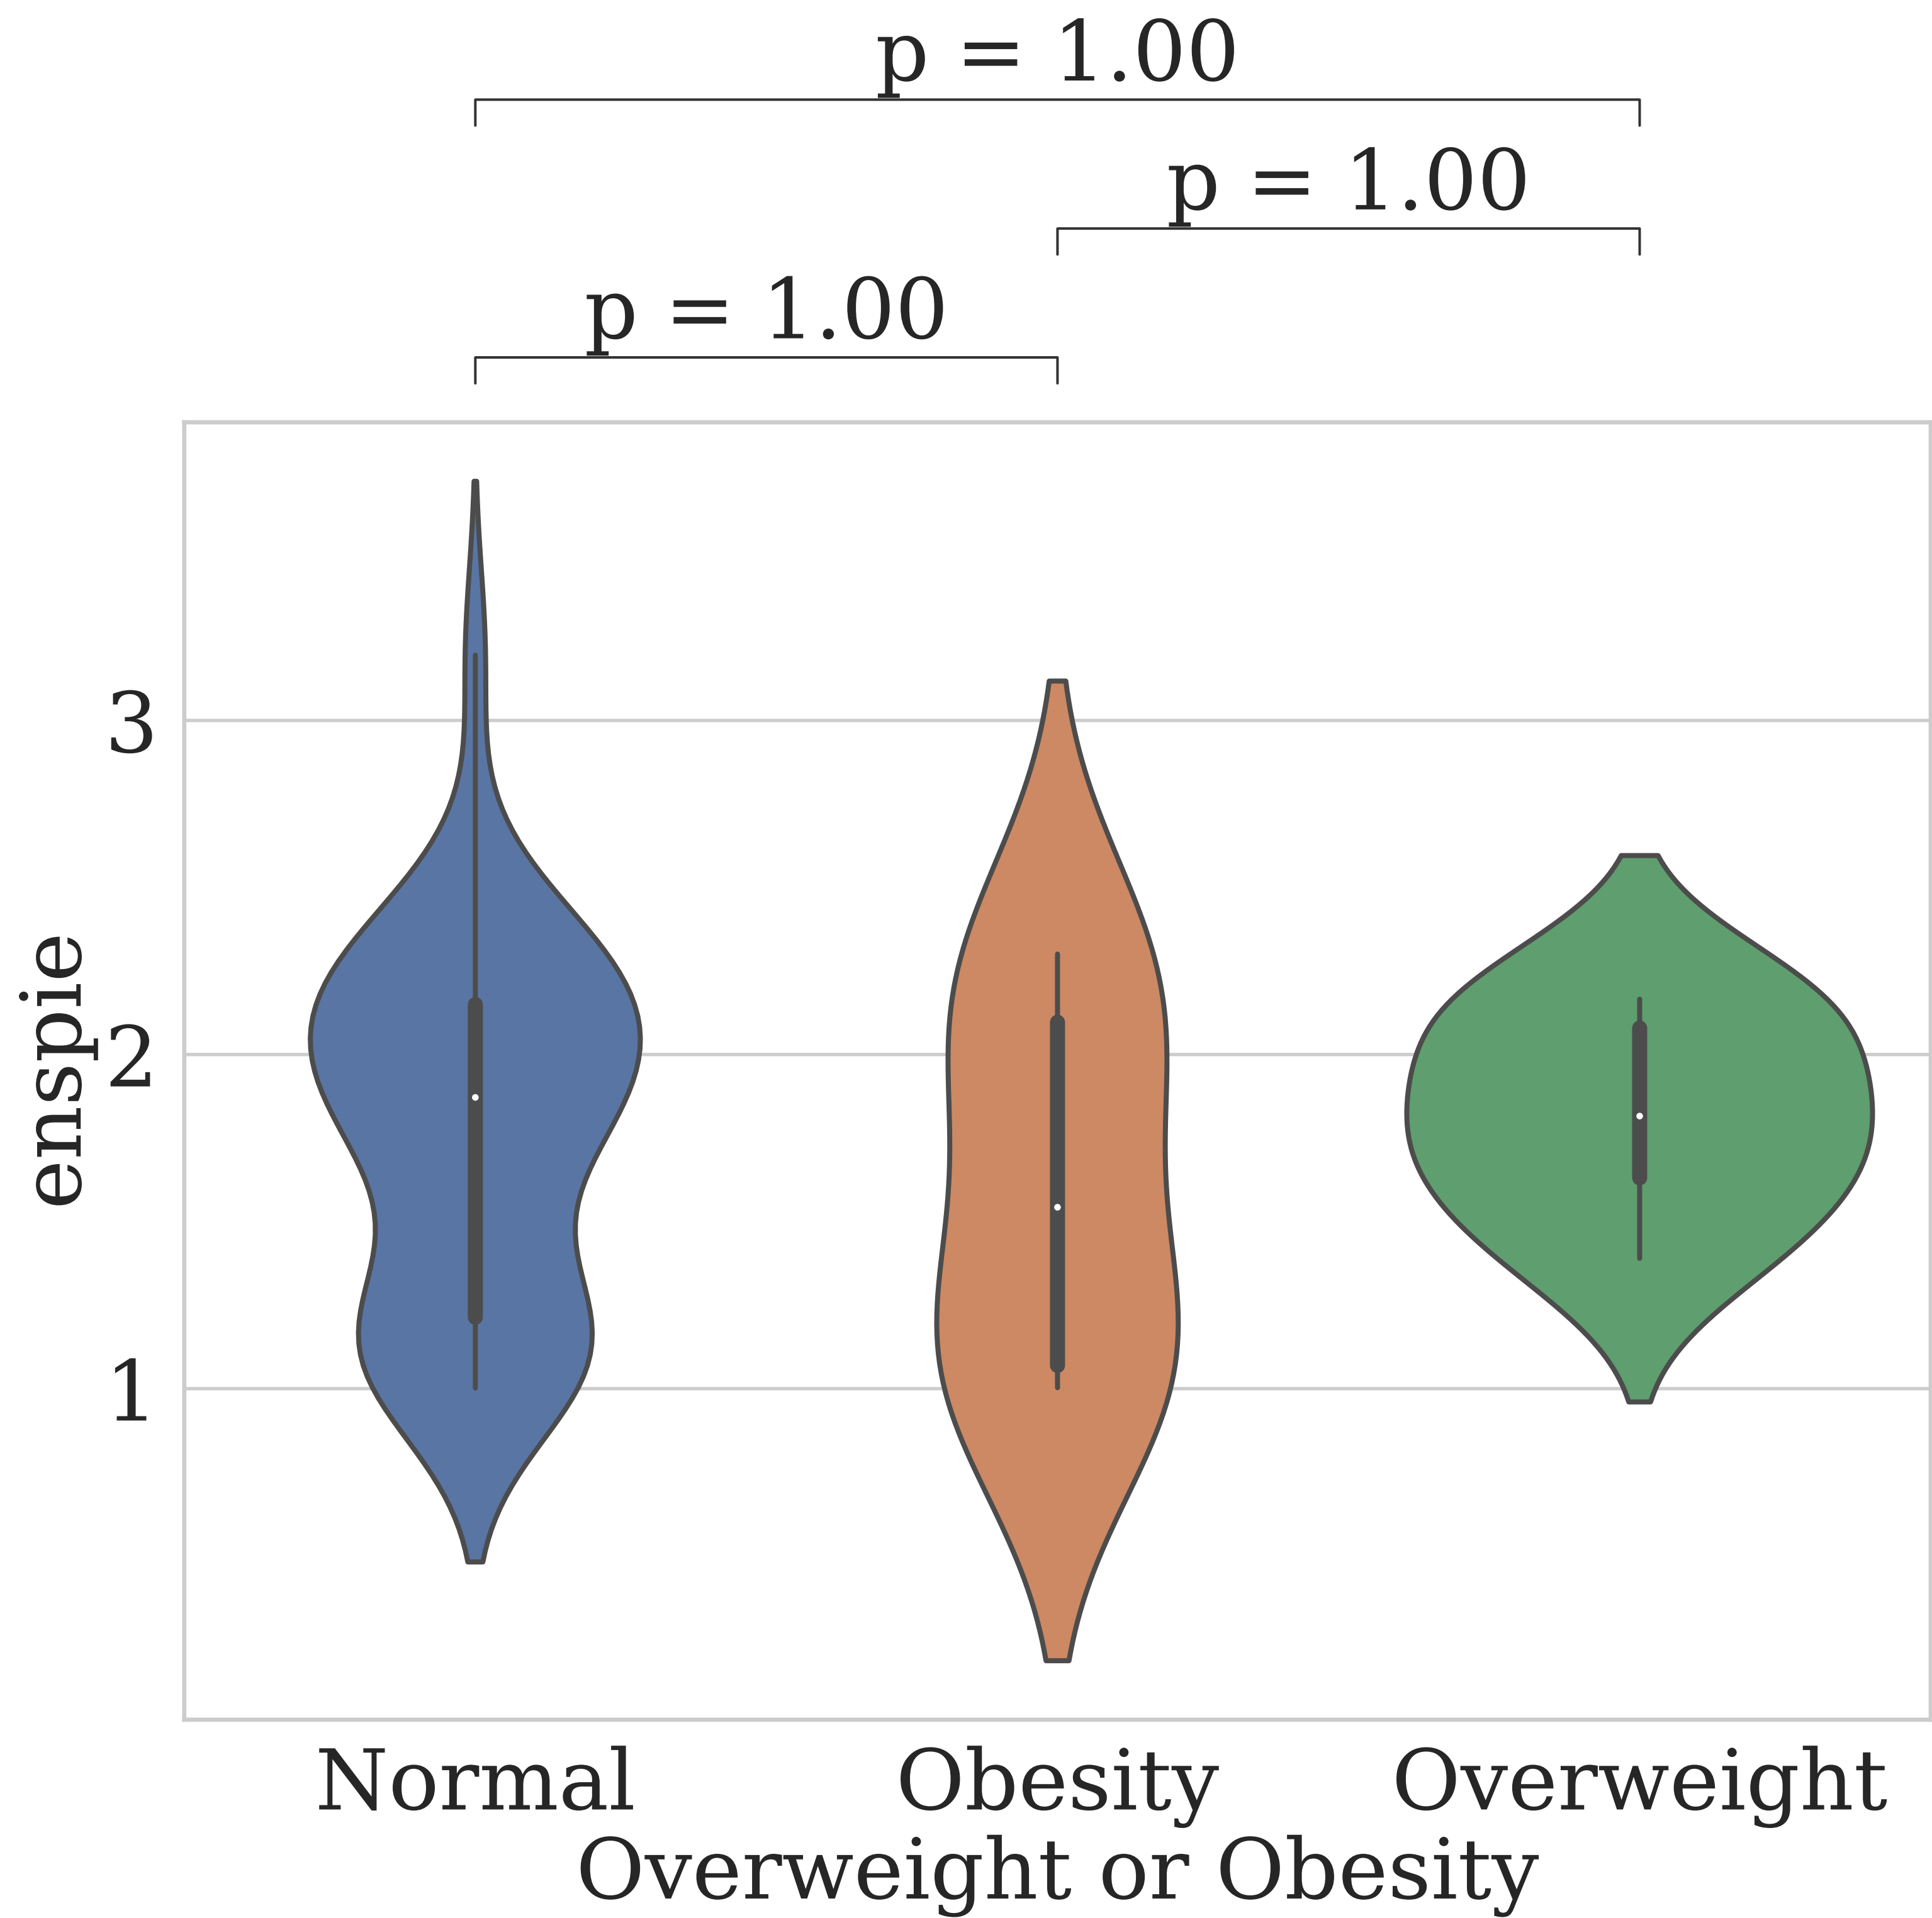 p = 1.00
p = 1.00
p = 1.00
3
2
1
enspie
Normal Obesity Overweight
Overweight or Obesity